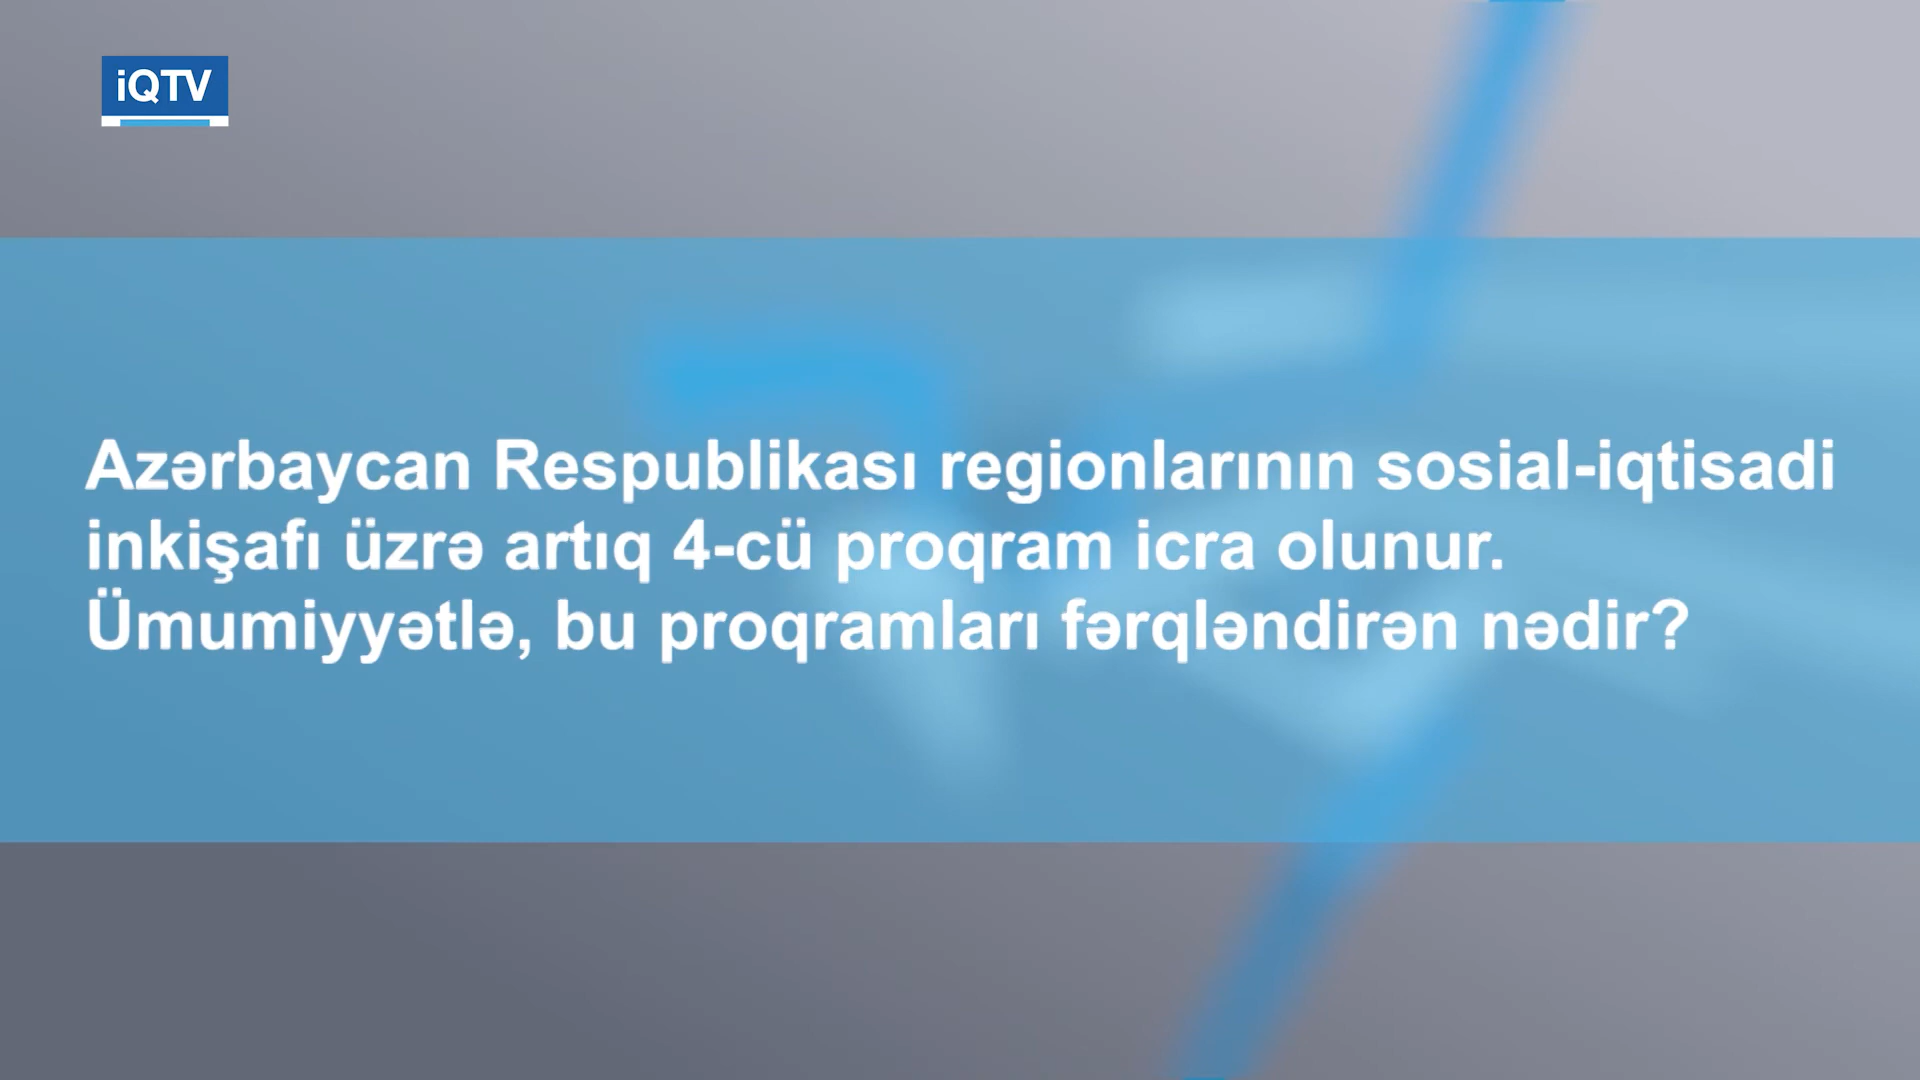 iQTV
Azərbaycan Respublikası regionlarının sosial-iqtisadi
inkişafı üzrə artıq 4-cü proqram icra olunur.
Ümumiyyətlə, bu proqramları fərqləndirən nədir?